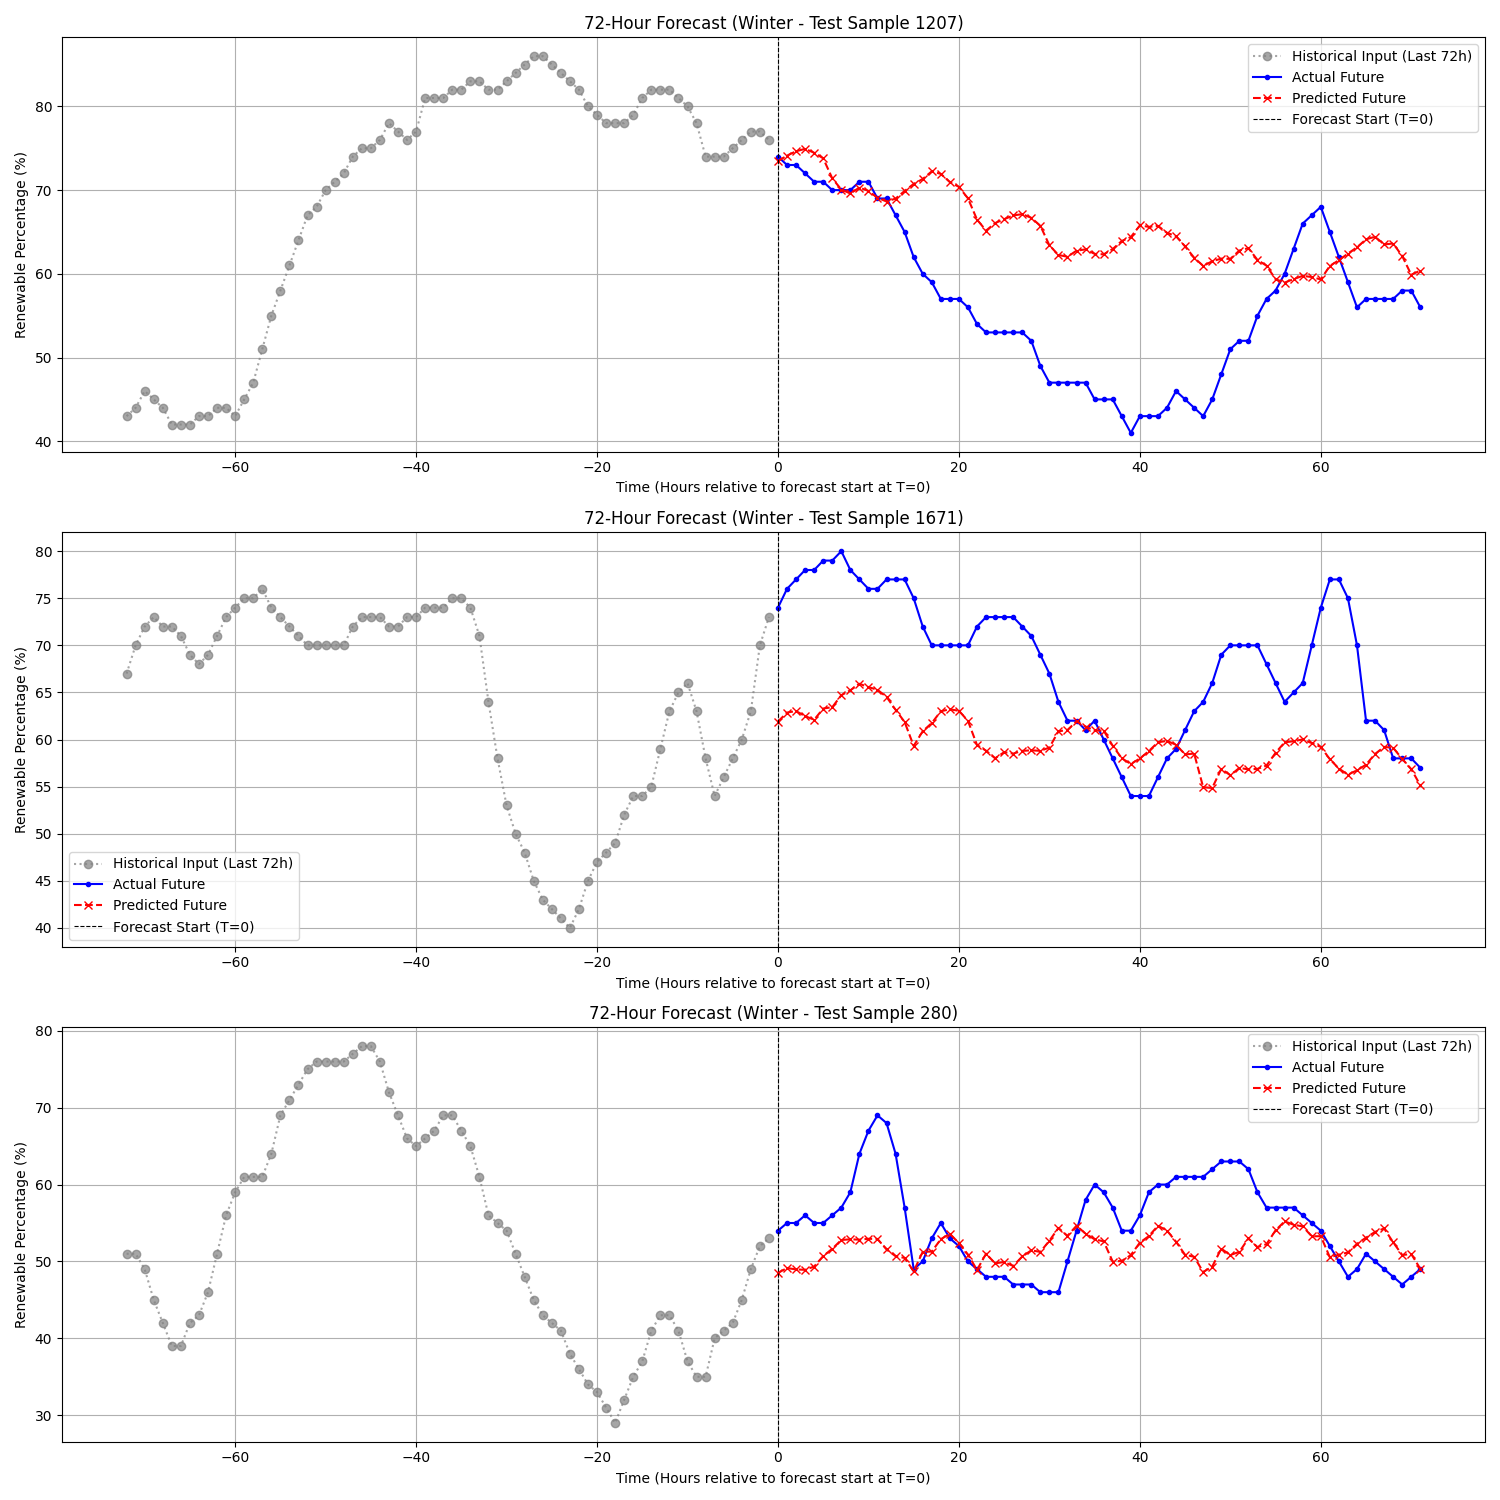 72-Hour Forecast (Winter - Test Sample 1207)
Renewable Percentage (%)
80
70
60
50
40
Historical Input (Last 72h)
Actual Future
Predicted Future
Forecast Start (T=0)
−60 −40 −20 0 20 40 60
Time (Hours relative to forecast start at T=0)
72-Hour Forecast (Winter - Test Sample 1671)
Renewable Percentage (%)
80
75
70
65
60
55
50
45
40
Historical Input (Last 72h)
Actual Future
Predicted Future
Forecast Start (T=0)
−60 −40 −20 0 20 40 60
Time (Hours relative to forecast start at T=0)
72-Hour Forecast (Winter - Test Sample 280)
Renewable Percentage (%)
80
70
60
50
40
30
Historical Input (Last 72h)
Actual Future
Predicted Future
Forecast Start (T=0)
−60 −40 −20 0 20 40 60
Time (Hours relative to forecast start at T=0)